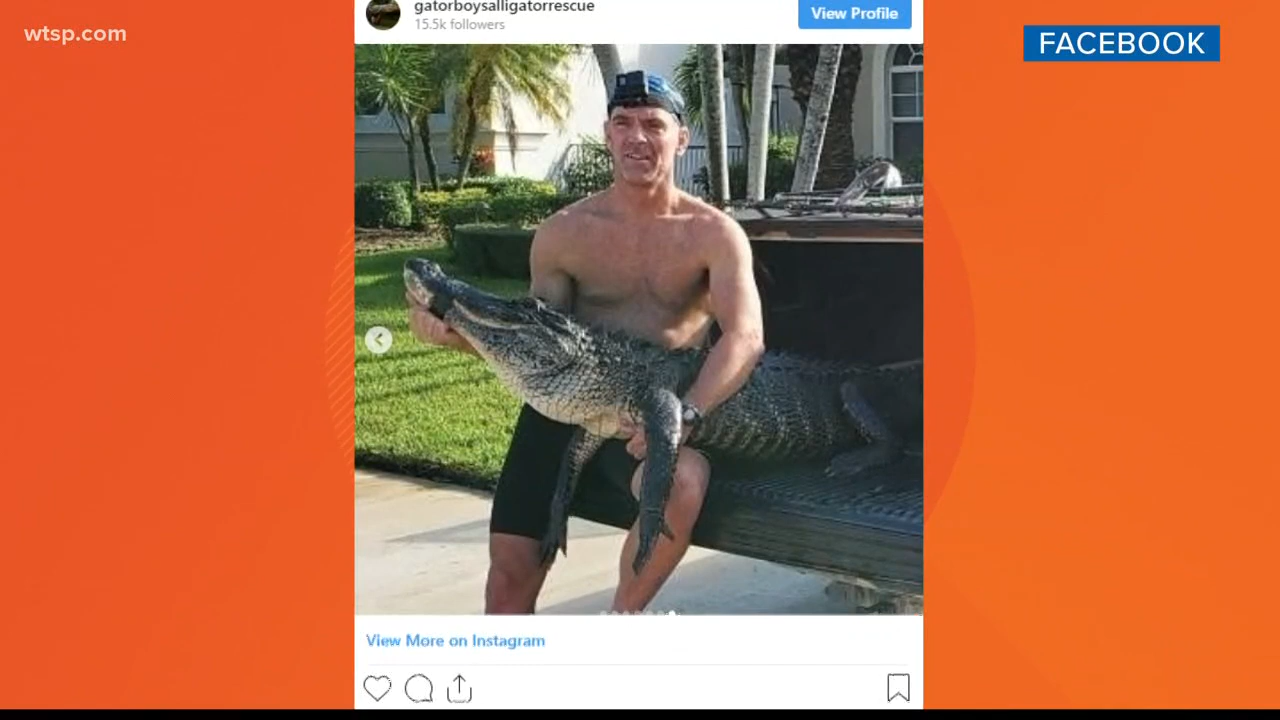 wtsp.com
gatorboysalligatorrescue
15.5k followers
View Profile
FACEBOOK
View More on Instagram